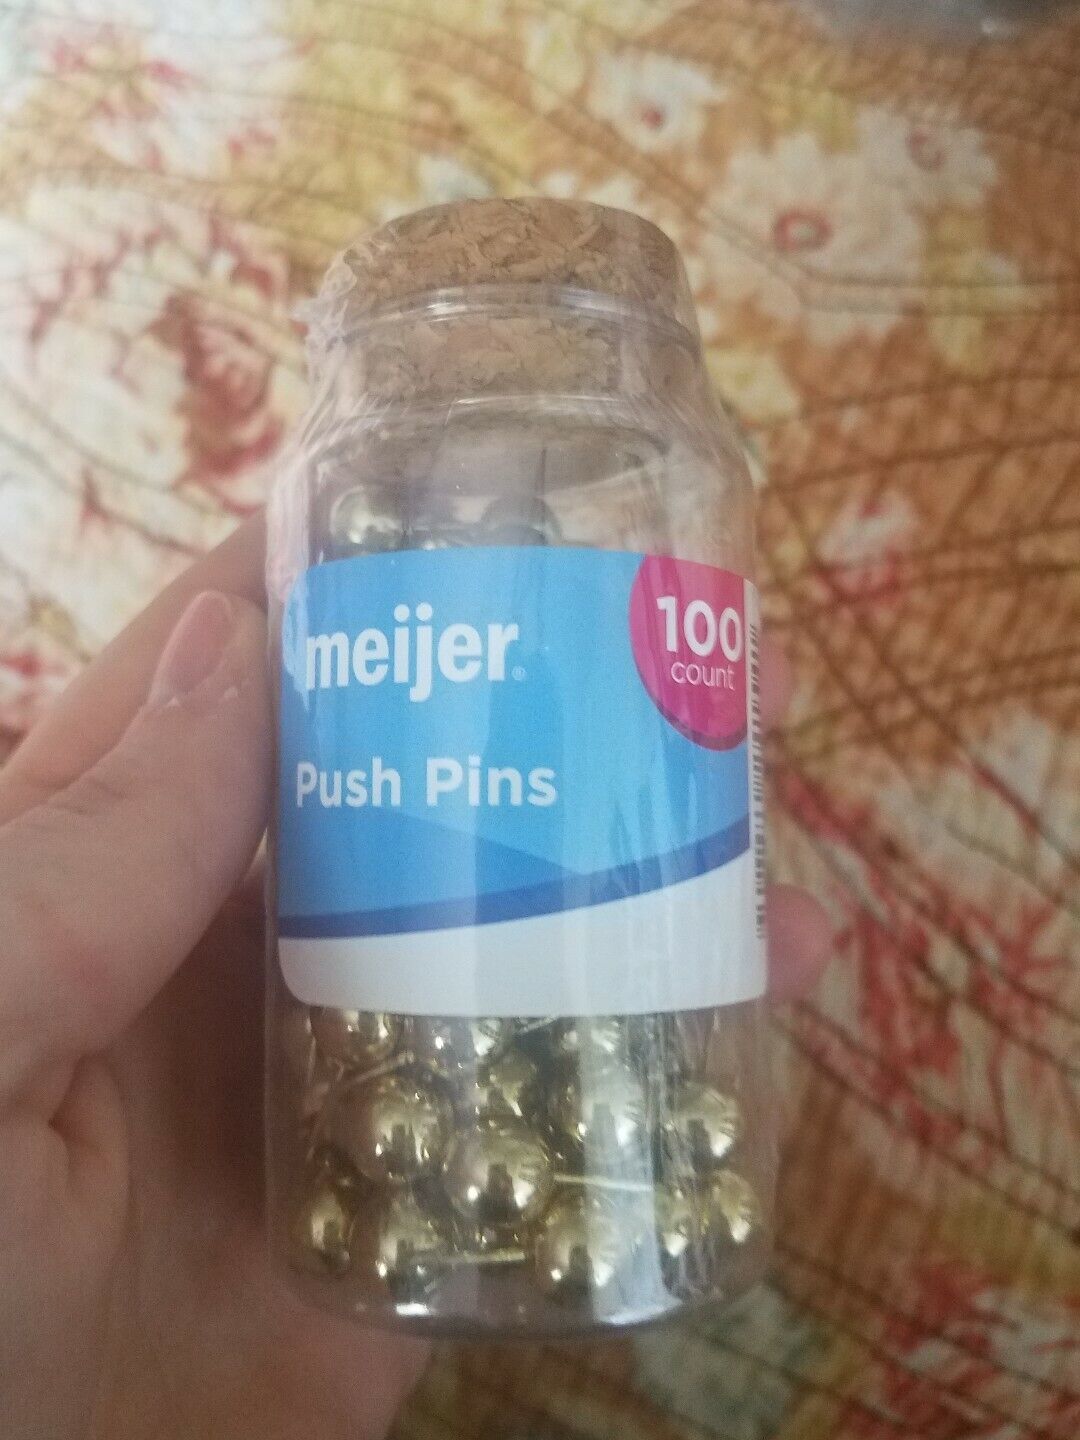 meijer®
100
count
Push Pins